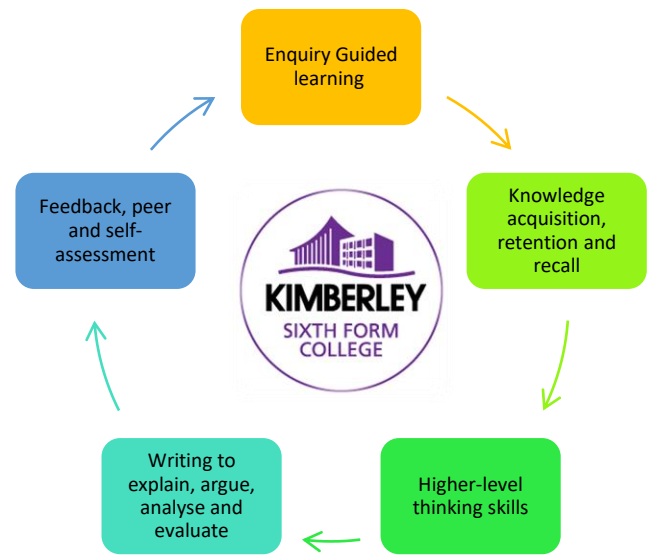 Enquiry Guided
learning
Knowledge
acquisition,
retention and
recall
Higher-level
thinking skills
Writing to
explain, argue,
analyse and
evaluate
Feedback, peer
and self-
assessment
KIMBERLEY
SIXTH FORM
COLLEGE